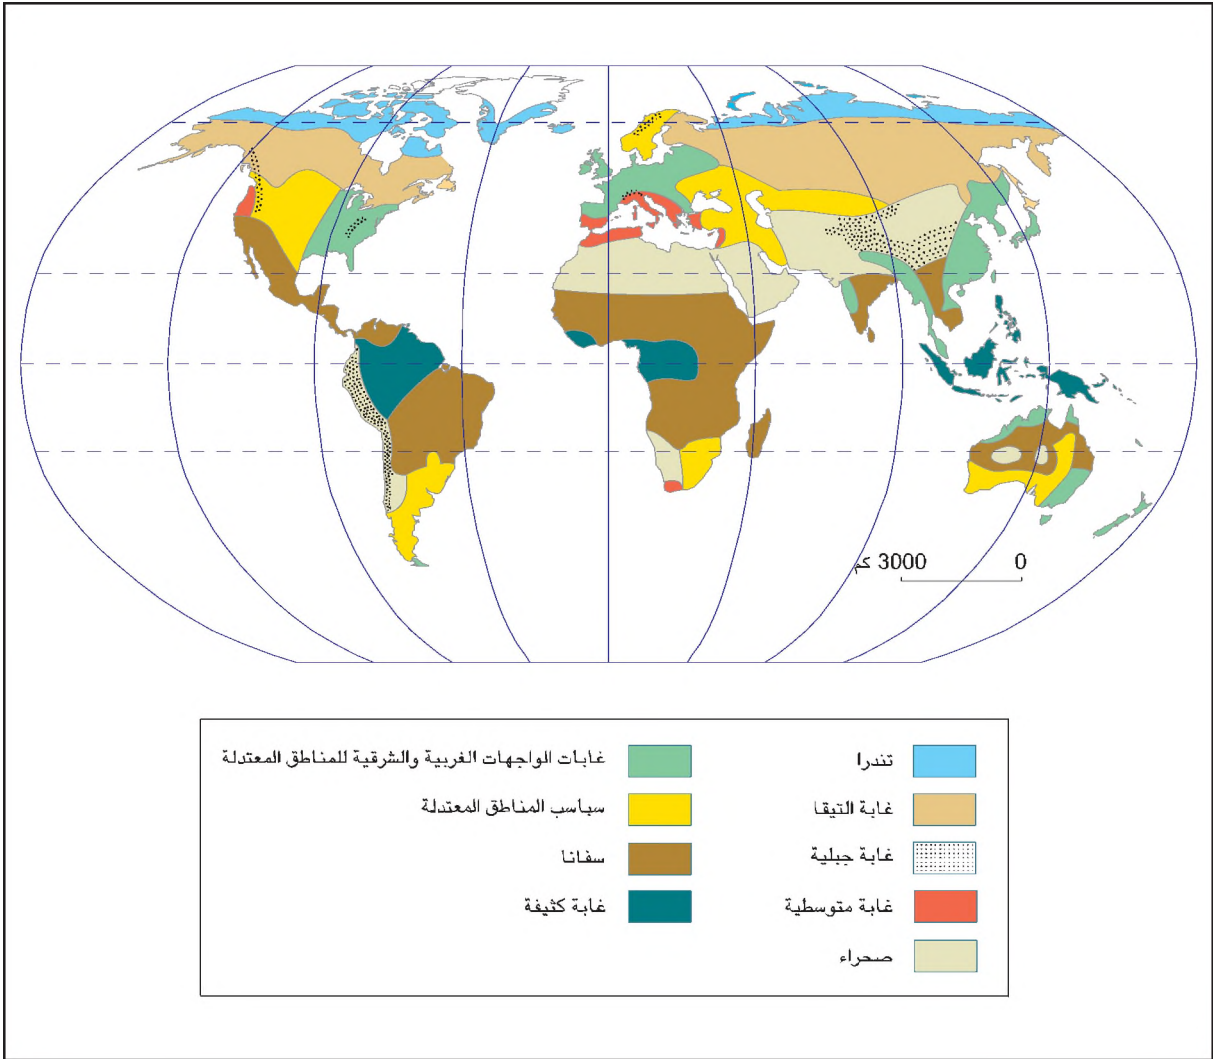 3000 كم 0
تندرا
غابة التيقا
غابة جبلية
غابة متوسطية
صحراء
غابات الواجهات الغربية والشرقية للمناطق المعتدلة
سباسب المناطق المعتدلة
سفانا
غابة كثيفة